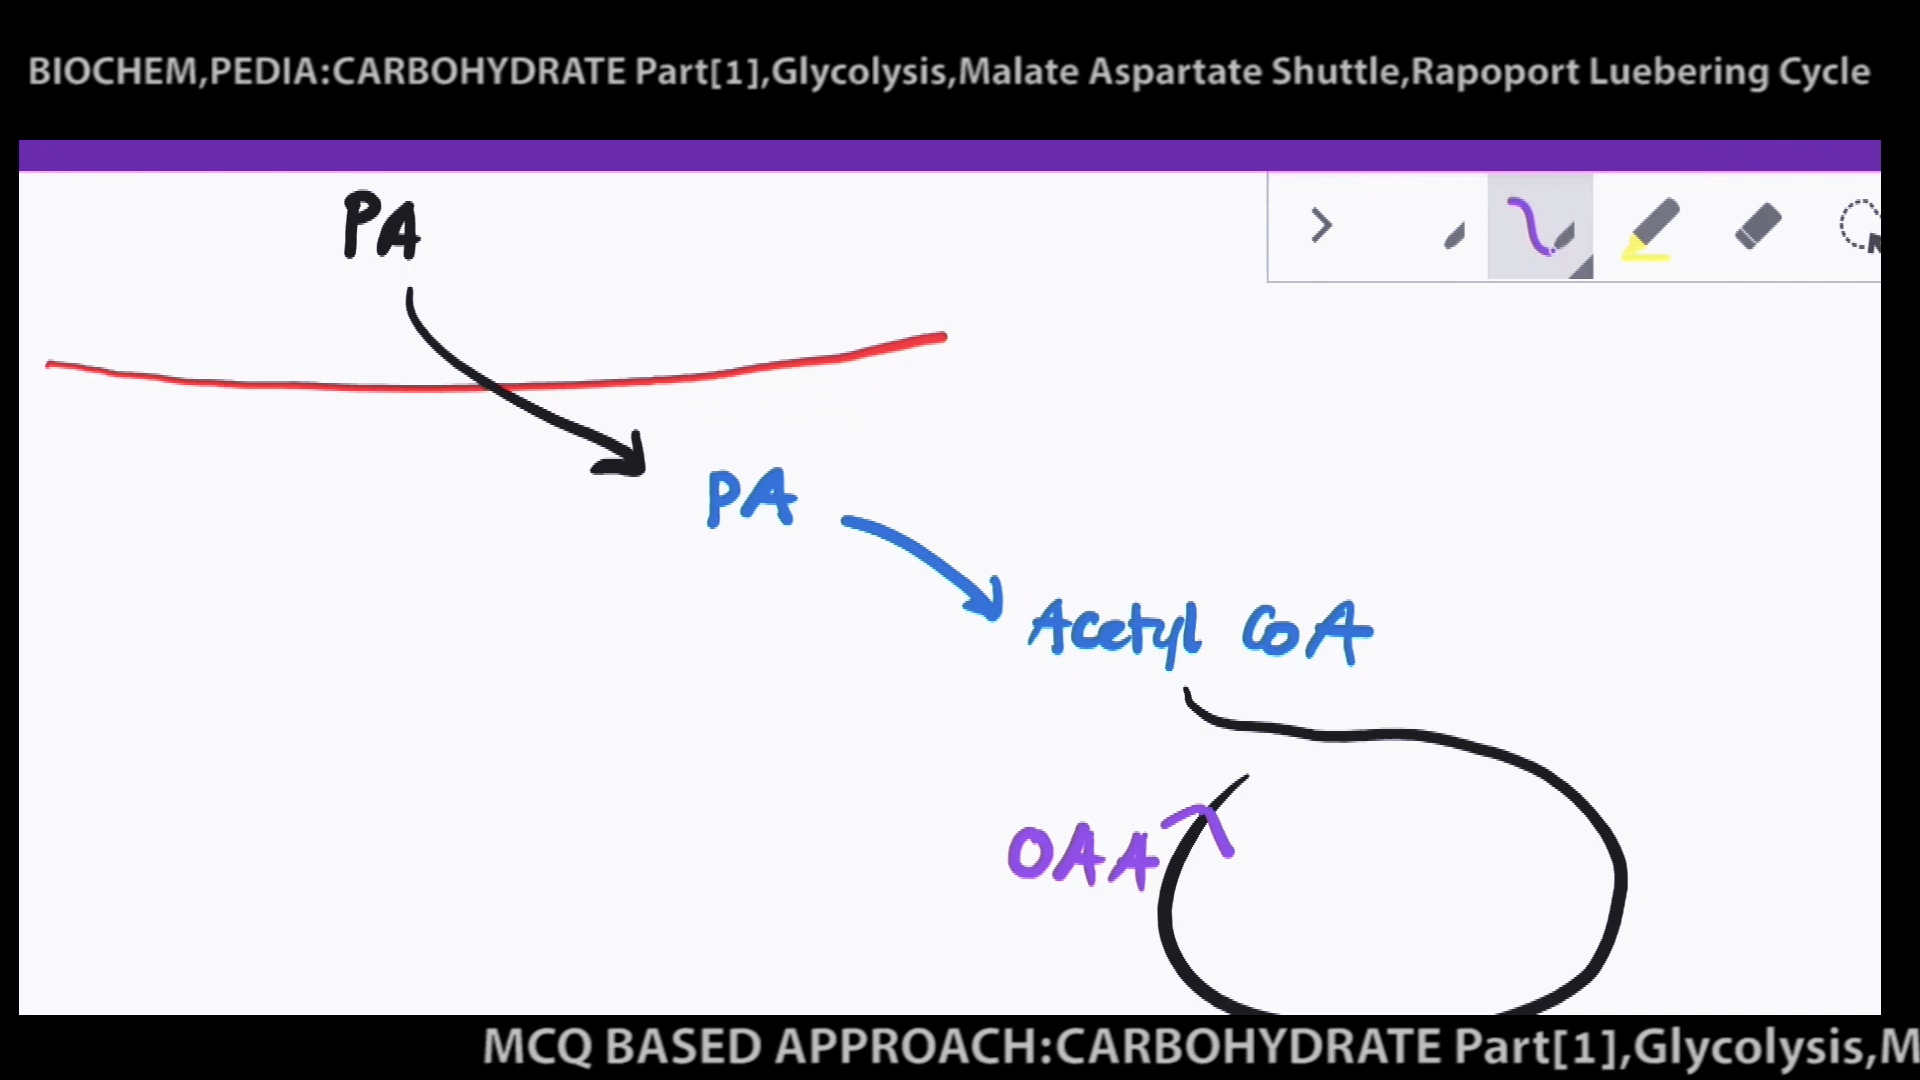 BIOCHEM,PEDIA:CARBOHYDRATE Part[1],Glycolysis,Malate Aspartate Shuttle,Rapoport Luebering Cycle
PA
PA
Acetyl CoA
OAA
MCQ BASED APPROACH:CARBOHYDRATE Part[1],Glycolysis,M